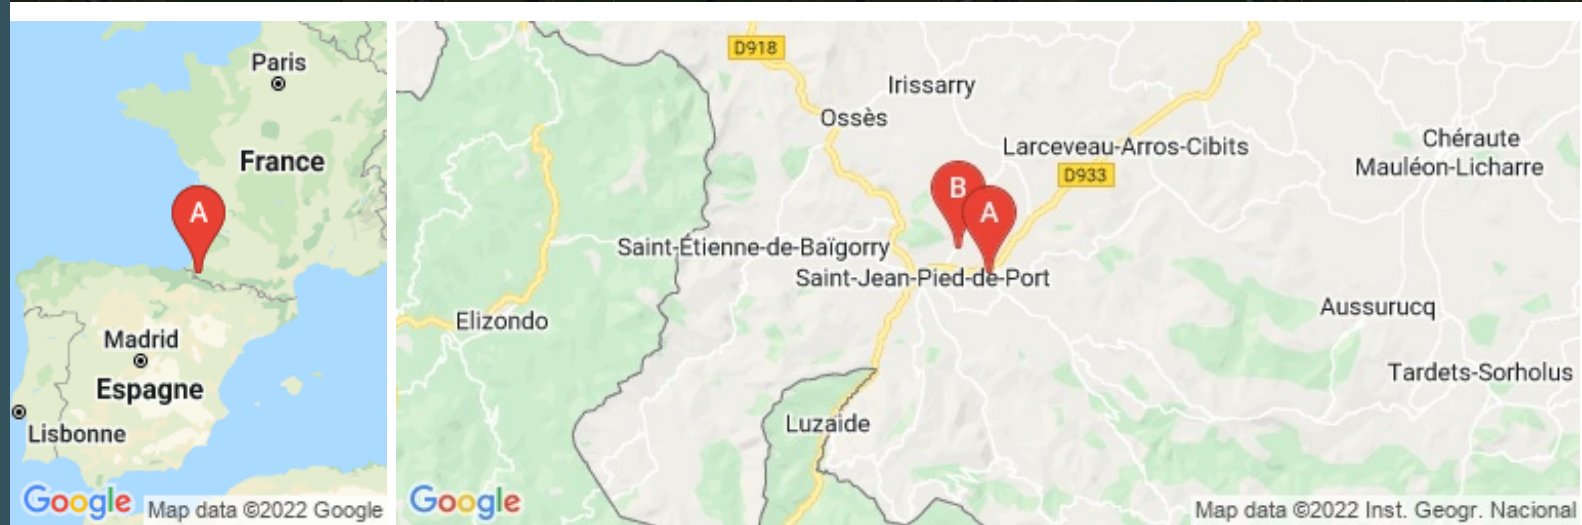 Paris
France
A
Madrid
Espagne
Lisbonne
Google
Map data ©2022 Google
D918
Irissarry
Ossès
Larceveau-Arros-Cibits
Chéraute
Mauléon-Licharre
D933
B
A
Saint-Étienne-de-Baïgorry
Saint-Jean-Pied-de-Port
Elizondo
Aussurucq
Tardets-Sorholus
Luzaide
Google
Map data ©2022 Inst. Geogr. Nacional